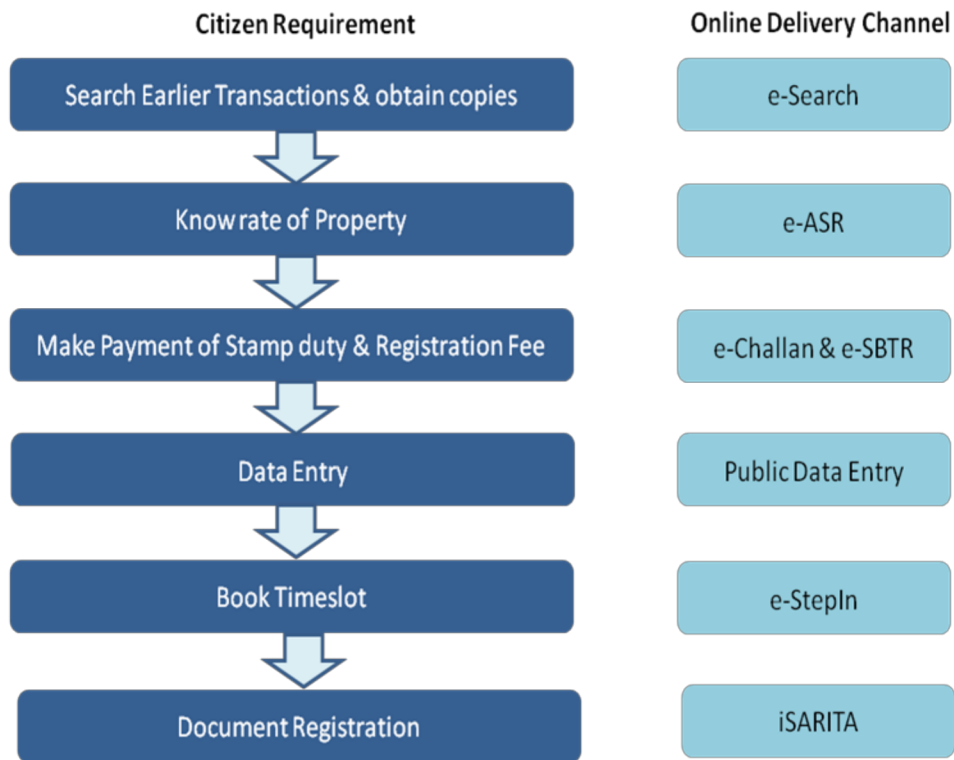 Citizen Requirement
Online Delivery Channel
Search Earlier Transactions & obtain copies
e-Search
Know rate of Property
e-ASR
Make Payment of Stamp duty & Registration Fee
e-Challan & e-SBTR
Data Entry
Public Data Entry
Book Timeslot
e-StepIn
Document Registration
iSARITA